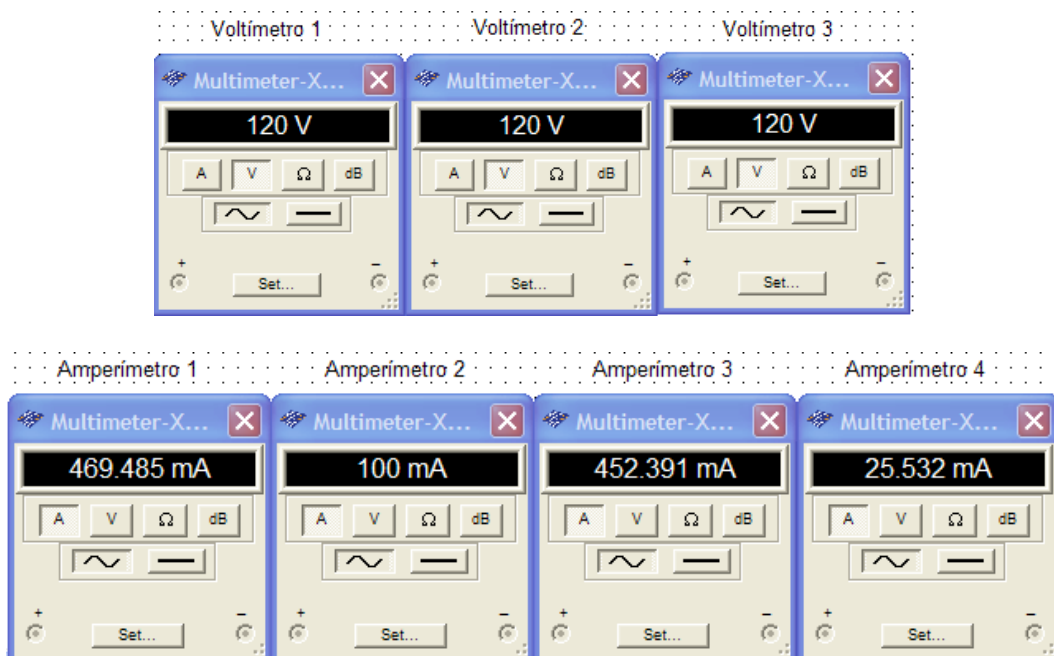 Voltímetro 1 Voltímetro 2 Voltímetro 3
Multimeter-X... Multimeter-X... Multimeter-X...
120 V 120 V 120 V
A V Ω dB A V Ω dB A V Ω dB
+ − + − + −
Set... Set... Set...
Amperímetro 1 Amperímetro 2 Amperímetro 3 Amperímetro 4
Multimeter-X... Multimeter-X... Multimeter-X... Multimeter-X...
469.485 mA 100 mA 452.391 mA 25.532 mA
A V Ω dB A V Ω dB A V Ω dB A V Ω dB
+ − + − + − + −
Set... Set... Set... Set...